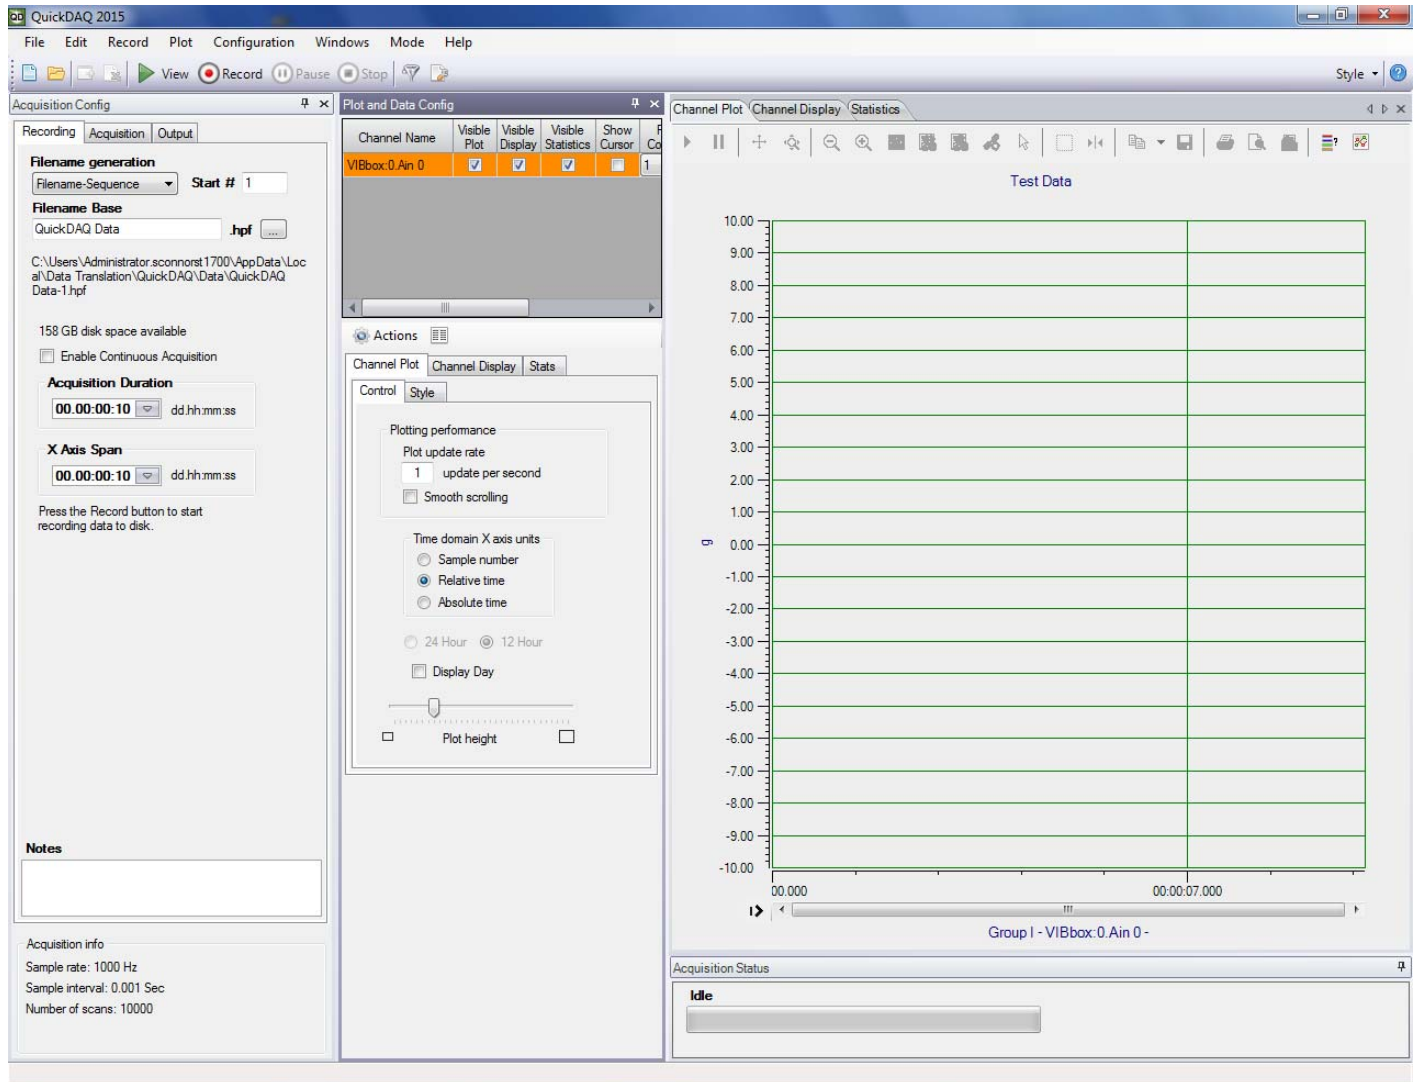 QD QuickDAQ 2015
File Edit Record Plot Configuration Windows Mode Help
View Record Pause Stop Style
Acquisition Config
Recording Acquisition Output
Filename generation
Filename-Sequence Start # 1
Filename Base
QuickDAQ Data .hpf ...
C:\Users\Administrator.sconnorst1700\AppData\Loc
al\Data Translation\QuickDAQ\Data\QuickDAQ
Data-1.hpf
158 GB disk space available
Enable Continuous Acquisition
Acquisition Duration
00.00:00:10 dd.hh:mm:ss
X Axis Span
00.00:00:10 dd.hh:mm:ss
Press the Record button to start
recording data to disk.
Notes
Acquisition info
Sample rate: 1000 Hz
Sample interval: 0.001 Sec
Number of scans: 10000
Plot and Data Config
Channel Name Visible Plot Visible Display Visible Statistics Show Cursor
VIBbox:0.Ain 0 1
Actions
Channel Plot Channel Display Stats
Control Style
Plotting performance
Plot update rate
1 update per second
Smooth scrolling
Time domain X axis units
Sample number
Relative time
Absolute time
24 Hour 12 Hour
Display Day
Plot height
Channel Plot Channel Display Statistics
Test Data
10.00
9.00
8.00
7.00
6.00
5.00
4.00
3.00
2.00
1.00
g 0.00
-1.00
-2.00
-3.00
-4.00
-5.00
-6.00
-7.00
-8.00
-9.00
-10.00
00.000 00:00:07.000
Group I - VIBbox:0.Ain 0 -
Acquisition Status
Idle